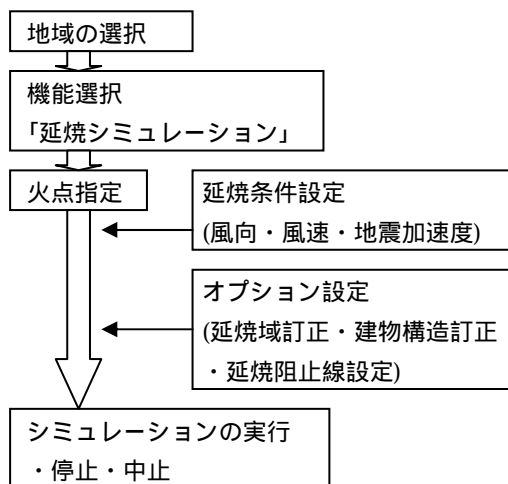 地域の選択
機能選択
「延焼シミュレーション」
火点指定
延焼条件設定
(風向・風速・地震加速度)
オプション設定
(延焼域訂正・建物構造訂正
・延焼阻止線設定)
シミュレーションの実行
・停止・中止